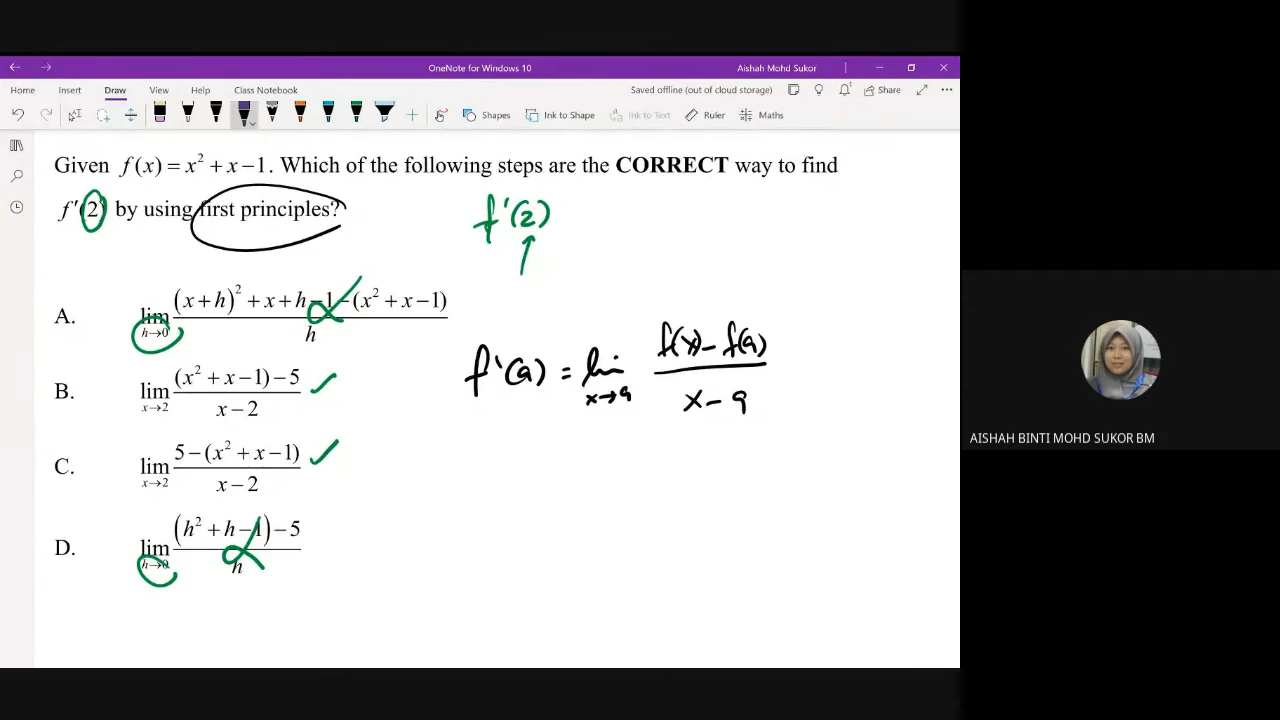 OneNote for Windows 10
Aishah Mohd Sukor
Home Insert Draw View Help Class Notebook
Saved offline (out of cloud storage)
Share
Shapes Ink to Shape Ink to Text Ruler Maths
Given f(x) = x² + x − 1. Which of the following steps are the CORRECT way to find
f′(2) by using first principles?
f'(2)
A. lim h→0 ((x + h)² + x + h − 1 − (x² + x − 1)) / h
f'(a) = lim x→a (f(x) − f(a)) / (x − a)
B. lim x→2 ((x² + x − 1) − 5) / (x − 2)
C. lim x→2 (5 − (x² + x − 1)) / (x − 2)
D. lim h→0 ((h² + h − 1) − 5) / h
AISHAH BINTI MOHD SUKOR BM